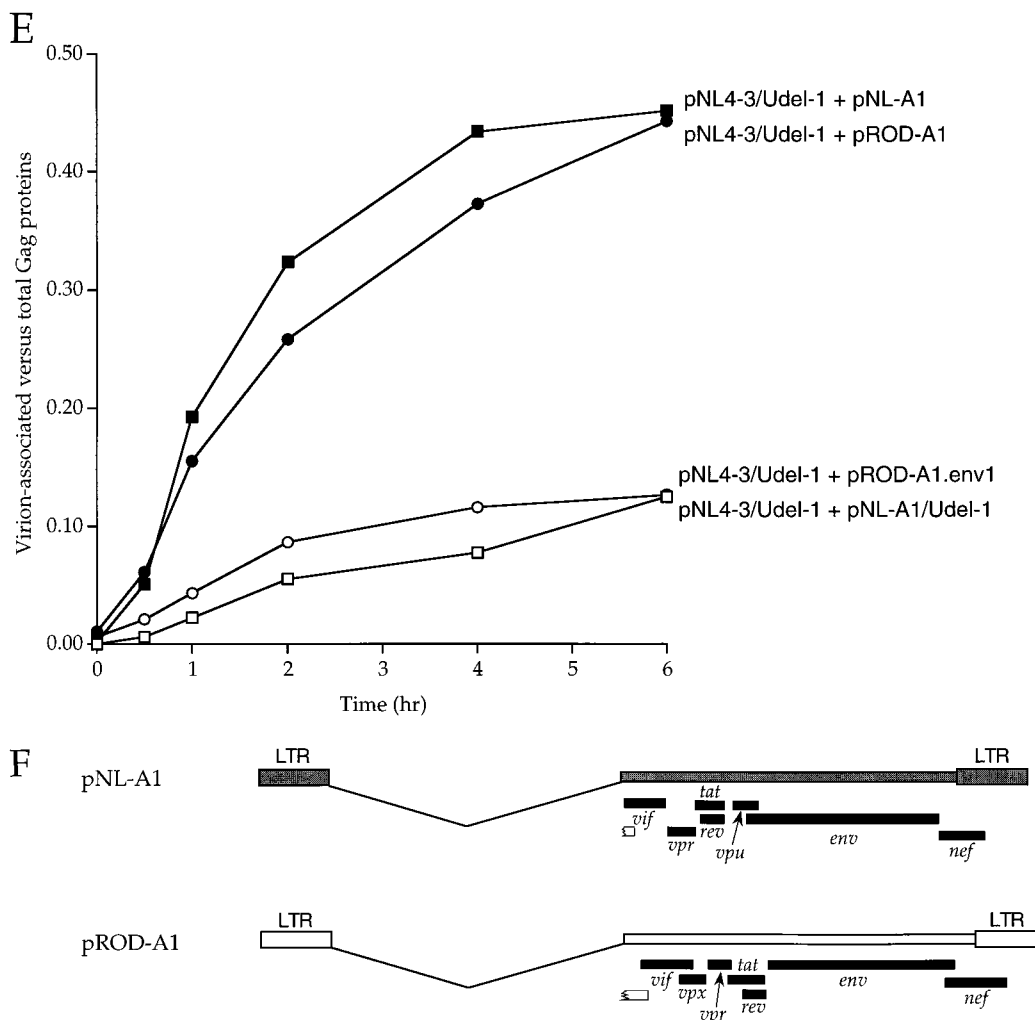 E
0.50
0.40
0.30
0.20
0.10
0.00
Virion-associated versus total Gag proteins
0 1 2 3 4 5 6
Time (hr)
pNL4-3/Udel-1 + pNL-A1
pNL4-3/Udel-1 + pROD-A1
pNL4-3/Udel-1 + pROD-A1.env1
pNL4-3/Udel-1 + pNL-A1/Udel-1
F
pNL-A1
LTR
LTR
tat
vif
rev
env
vpr
vpu
nef
pROD-A1
LTR
LTR
vif
tat
env
vpx
vpr
rev
nef